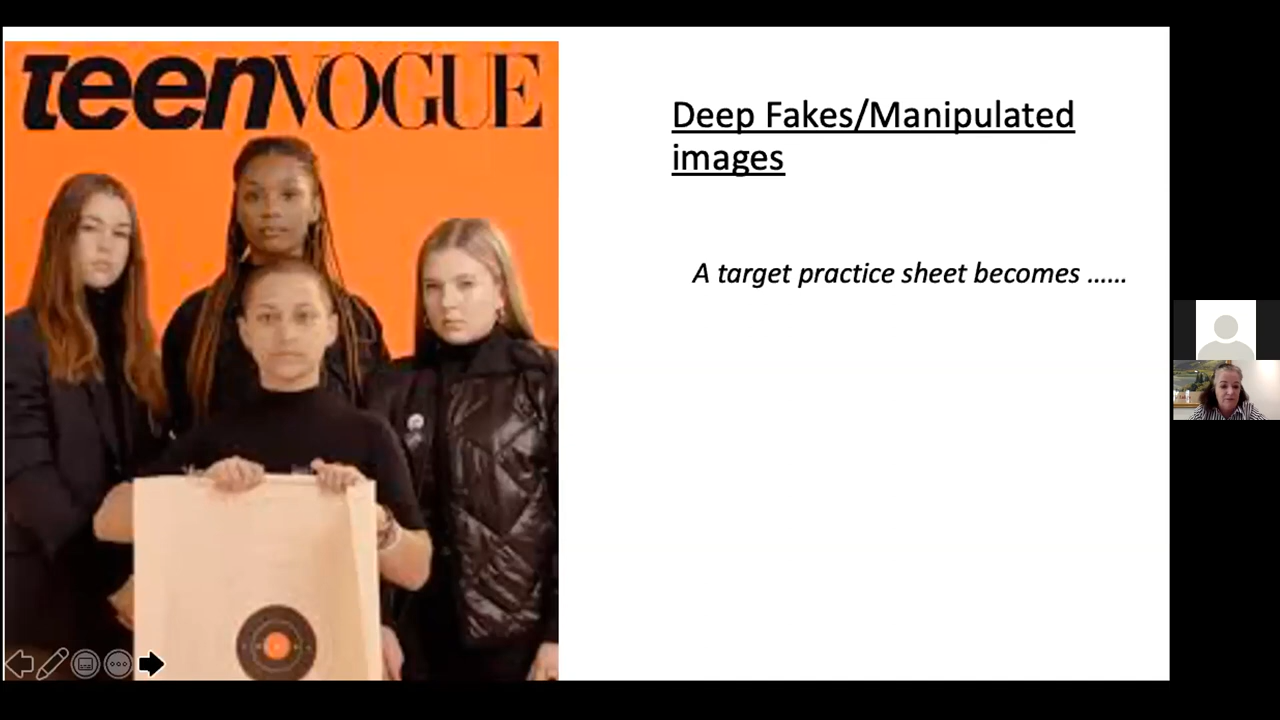 teenVOGUE
Deep Fakes/Manipulated
images
A target practice sheet becomes ......